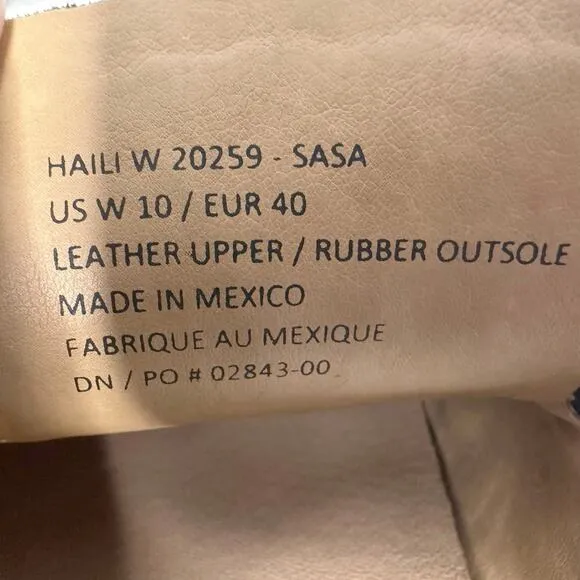 HAILI W 20259 - SASA
US W 10 / EUR 40
LEATHER UPPER / RUBBER OUTSOLE
MADE IN MEXICO
FABRIQUE AU MEXIQUE
DN / PO # 02843-00